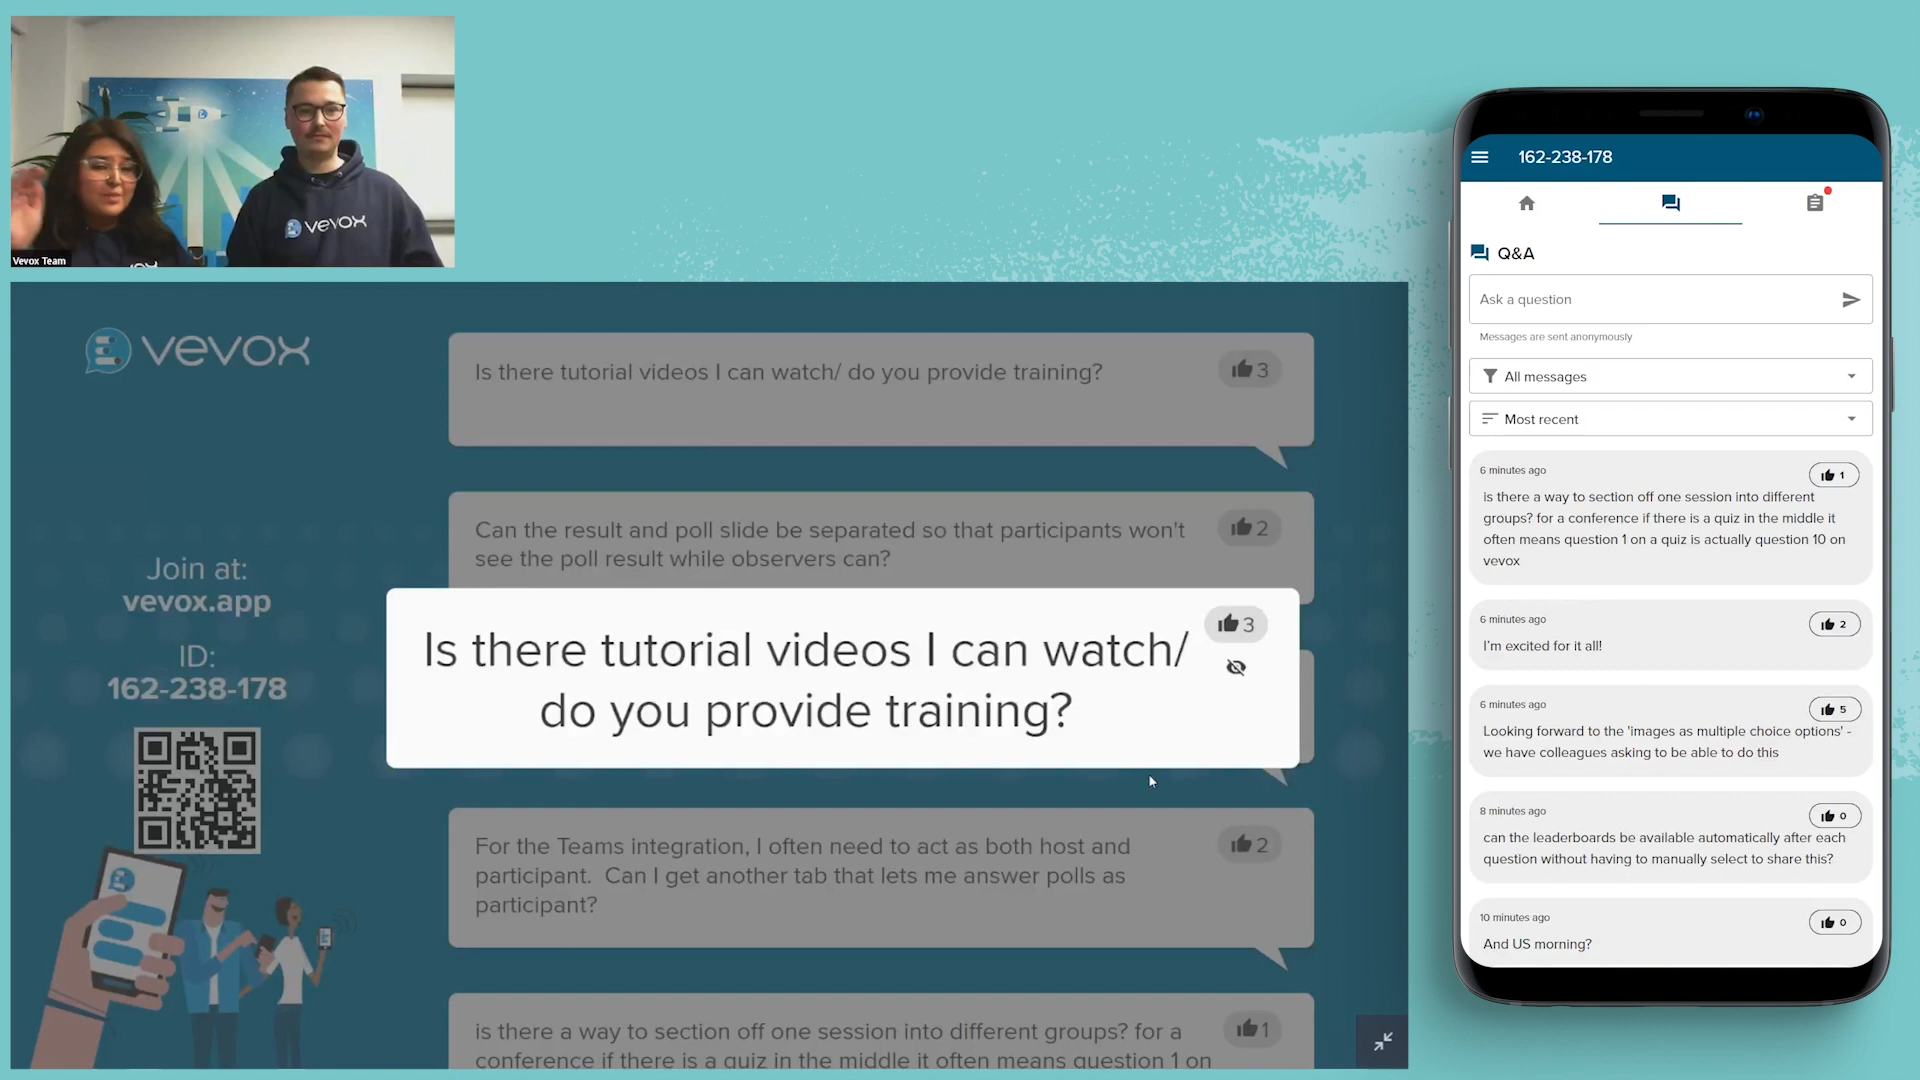 vevox
Vevox Team
vevox
Join at:
vevox.app
ID:
162-238-178
Is there tutorial videos I can watch/ do you provide training?
3
Can the result and poll slide be separated so that participants won't
see the poll result while observers can?
2
Is there tutorial videos I can watch/
do you provide training?
3
For the Teams integration, I often need to act as both host and
participant.  Can I get another tab that lets me answer polls as
participant?
2
is there a way to section off one session into different groups? for a
conference if there is a quiz in the middle it often means question 1 on
1
162-238-178
Q&A
Ask a question
Messages are sent anonymously
All messages
Most recent
6 minutes ago
1
is there a way to section off one session into different
groups? for a conference if there is a quiz in the middle it
often means question 1 on a quiz is actually question 10 on
vevox
6 minutes ago
2
I'm excited for it all!
6 minutes ago
5
Looking forward to the 'images as multiple choice options' -
we have colleagues asking to be able to do this
8 minutes ago
0
can the leaderboards be available automatically after each
question without having to manually select to share this?
10 minutes ago
0
And US morning?